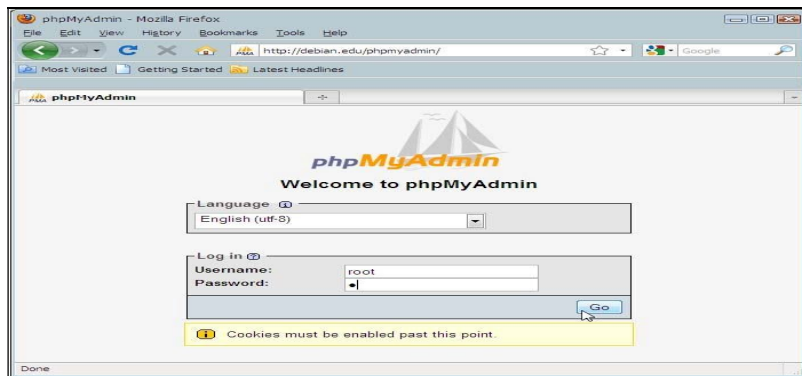 phpMyAdmin - Mozilla Firefox
File Edit View History Bookmarks Tools Help
http://debian.edu/phpmyadmin/
Google
Most Visited Getting Started Latest Headlines
phpMyAdmin
phpMyAdmin
Welcome to phpMyAdmin
Language
English (utf-8)
Log in
Username: root
Password: •
Go
Cookies must be enabled past this point.
Done